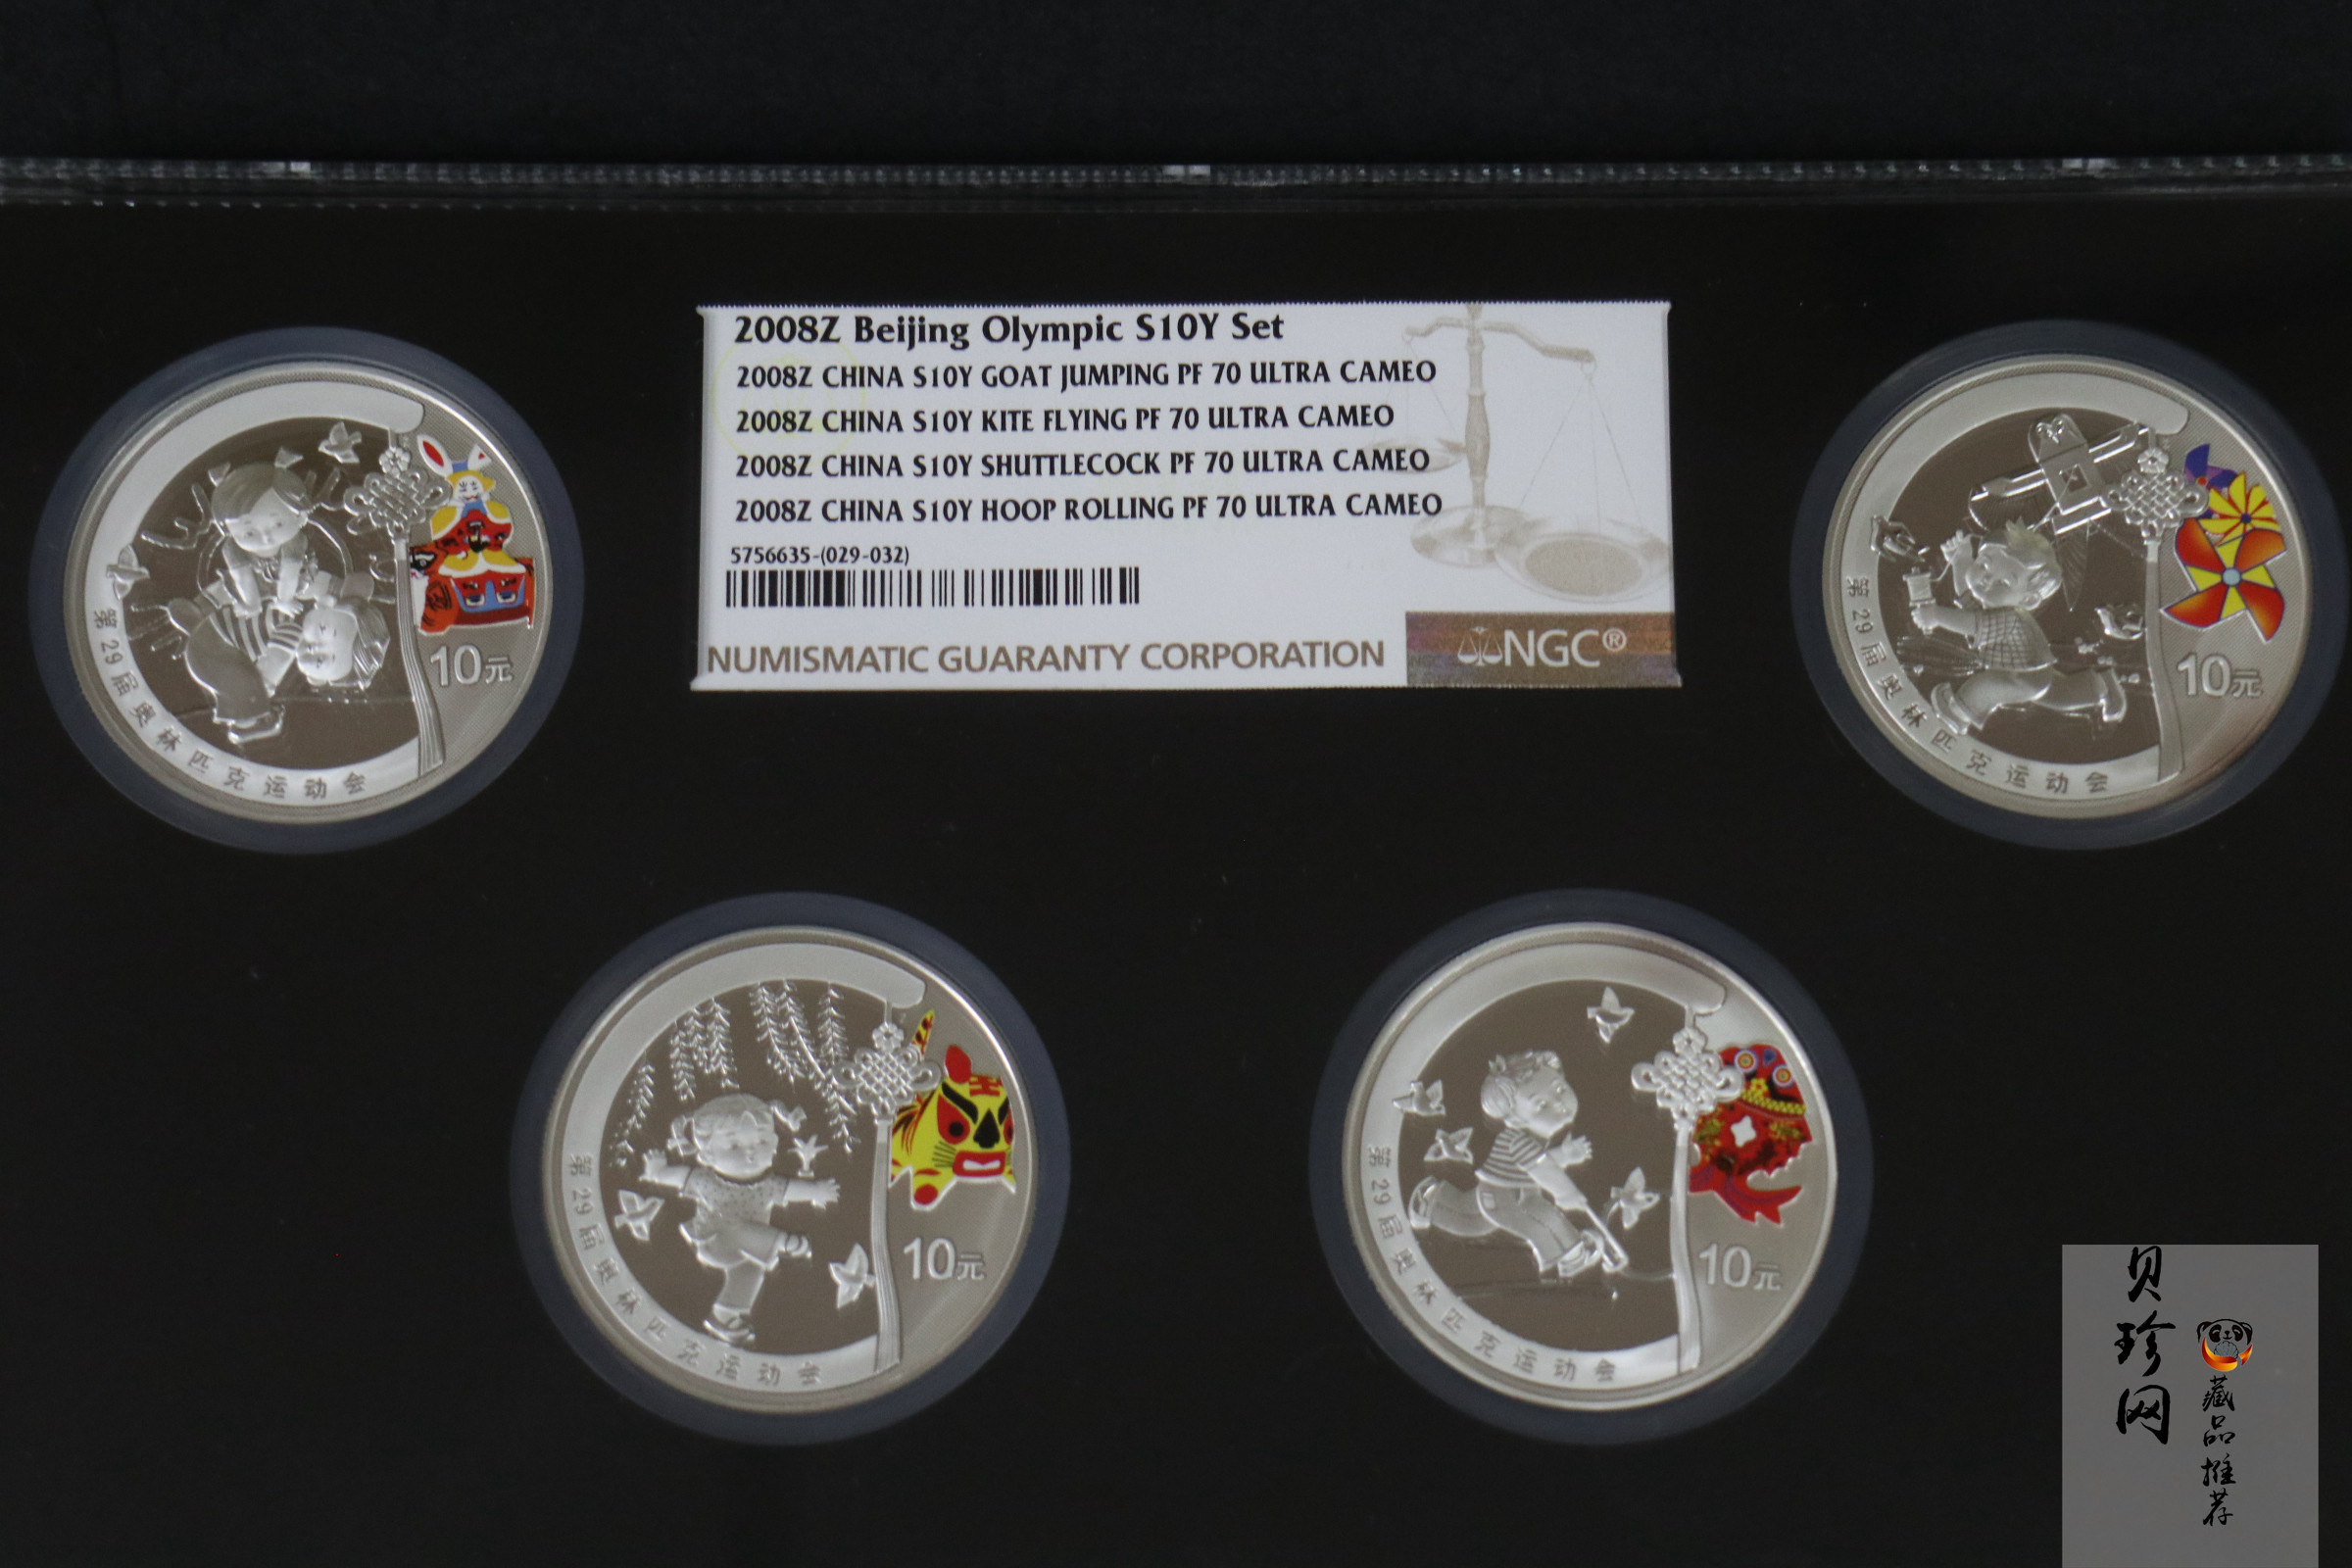 2008Z Beijing Olympic S10Y Set
2008Z CHINA S10Y GOAT JUMPING PF 70 ULTRA CAMEO
2008Z CHINA S10Y KITE FLYING PF 70 ULTRA CAMEO
2008Z CHINA S10Y SHUTTLECOCK PF 70 ULTRA CAMEO
2008Z CHINA S10Y HOOP ROLLING PF 70 ULTRA CAMEO
5756635-(029-032)
NUMISMATIC GUARANTY CORPORATION
NGC®
10元
第29届奥林匹克运动会
10元
第29届奥林匹克运动会
10元
第29届奥林匹克运动会
10元
第29届奥林匹克运动会
贝珍网
藏品推荐